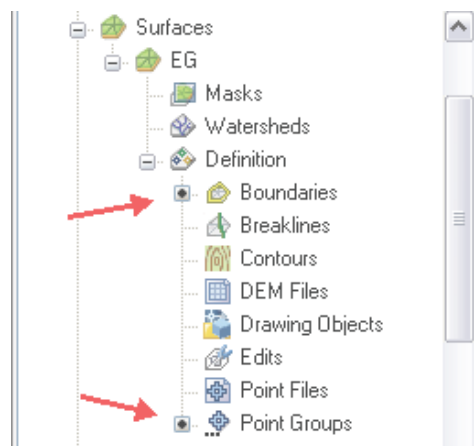 Surfaces
EG
Masks
Watersheds
Definition
Boundaries
Breaklines
Contours
DEM Files
Drawing Objects
Edits
Point Files
Point Groups